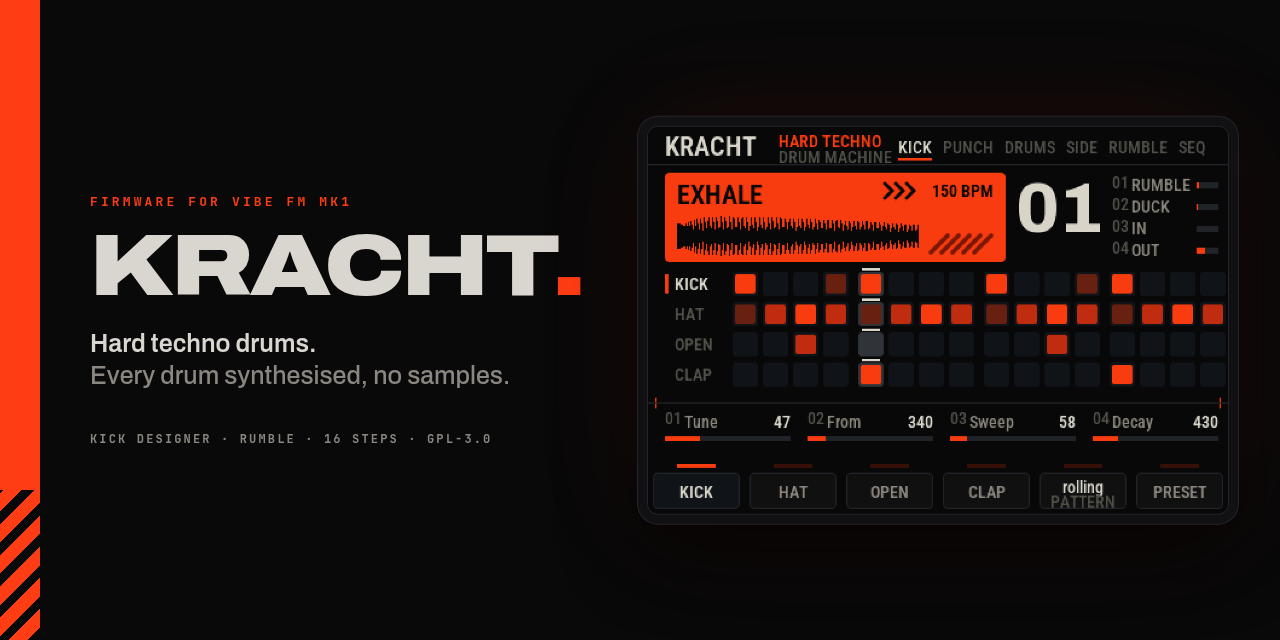 FIRMWARE FOR VIBE FM MK1
KRACHT.
Hard techno drums.
Every drum synthesised, no samples.
KICK DESIGNER · RUMBLE · 16 STEPS · GPL-3.0
KRACHT
HARD TECHNO
DRUM MACHINE
KICK PUNCH DRUMS SIDE RUMBLE SEQ
EXHALE
150 BPM
01
01 RUMBLE
02 DUCK
03 IN
04 OUT
KICK
HAT
OPEN
CLAP
01 Tune 47 02 From 340 03 Sweep 58 04 Decay 430
KICK HAT OPEN CLAP rolling PRESET
PATTERN